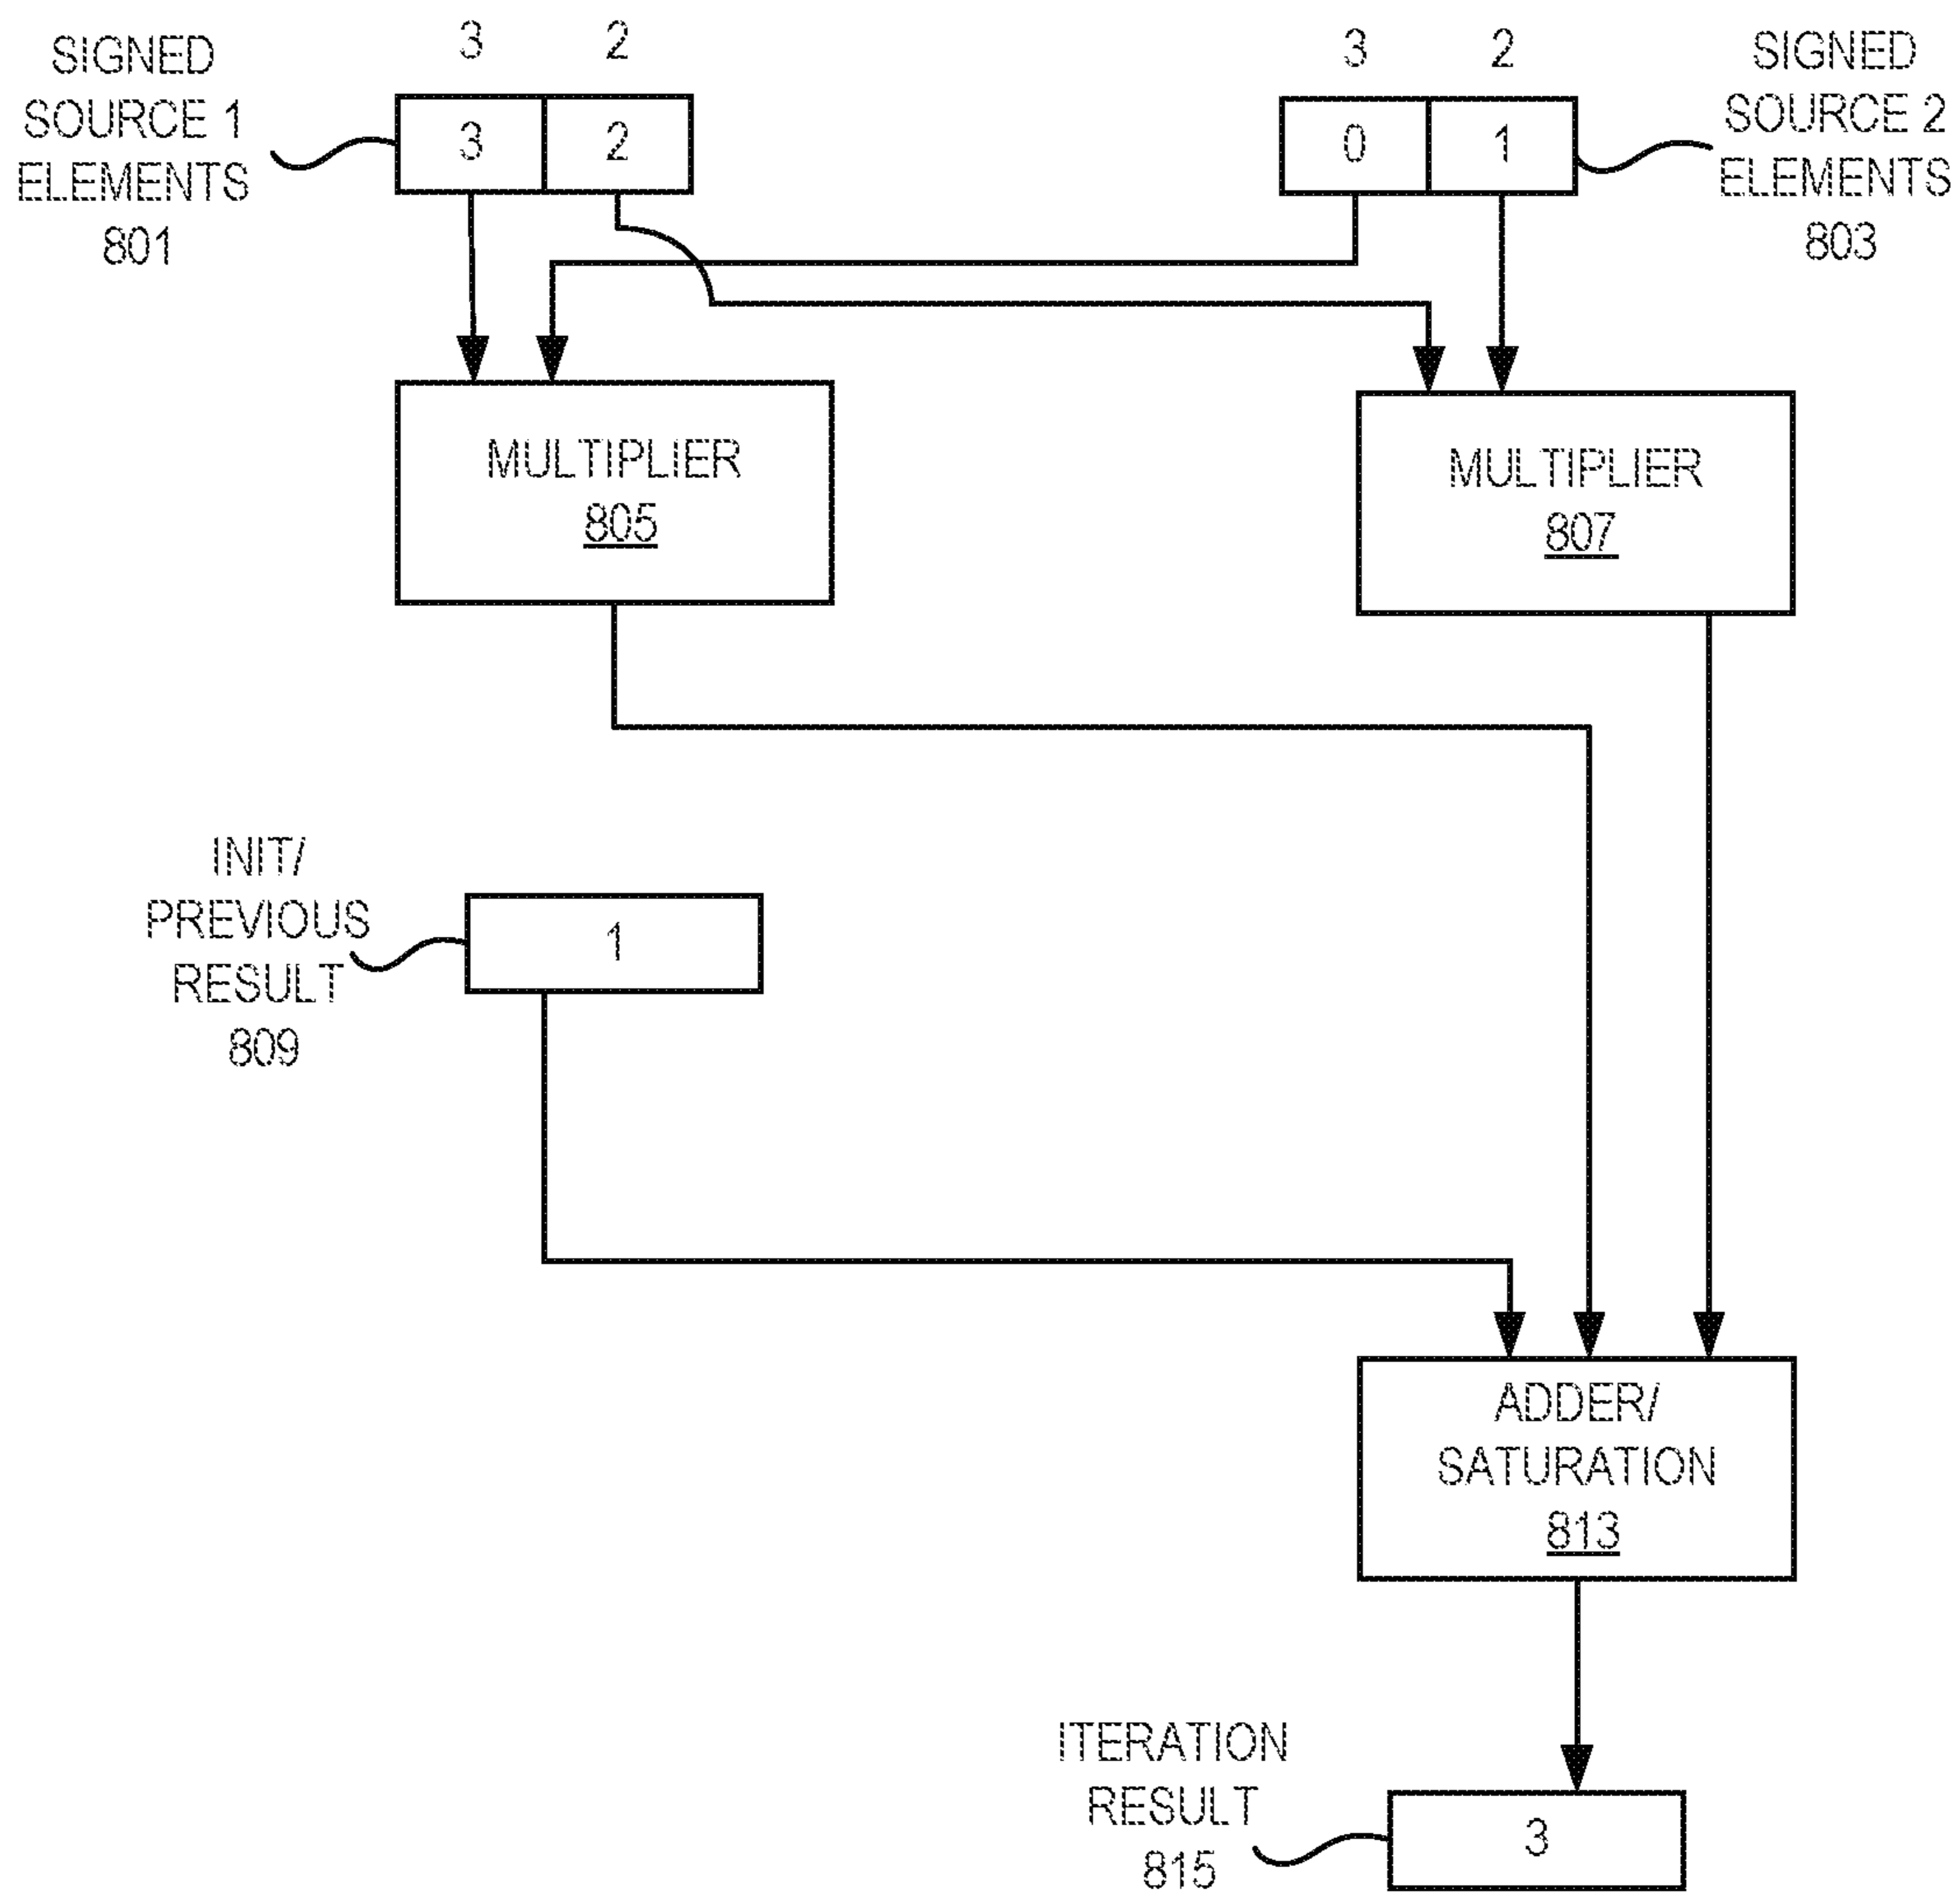 SIGNED
SOURCE 1
ELEMENTS
801
3 2
3 2
3 2
0 1
SIGNED
SOURCE 2
ELEMENTS
803
MULTIPLIER
805
MULTIPLIER
807
INIT/
PREVIOUS
RESULT
809
1
ADDER/
SATURATION
813
ITERATION
RESULT
815
3